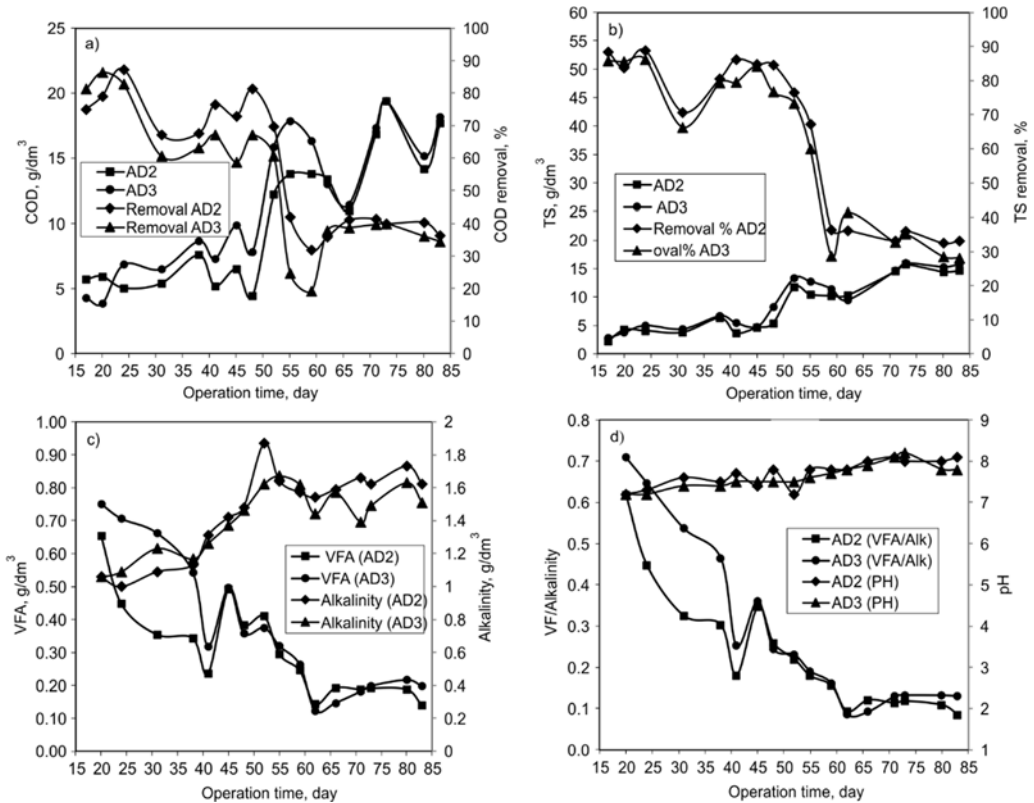 a)
25
20
15
10
5
0
COD, g/dm³
100
90
80
70
60
50
40
30
20
10
0
COD removal, %
AD2
AD3
Removal AD2
Removal AD3
15 20 25 31 35 40 45 50 55 60 65 70 75 80 85
Operation time, day
b)
60
55
50
45
40
35
30
25
20
15
10
5
0
TS, g/dm³
100
90
80
70
60
50
40
30
20
10
0
TS removal, %
AD2
AD3
Removal % AD2
oval% AD3
15 20 25 30 35 40 45 50 55 60 65 70 75 80 85
Operation time, day
c)
1.00
0.90
0.80
0.70
0.60
0.50
0.40
0.30
0.20
0.10
0.00
VFA, g/dm³
2
1.8
1.6
1.4
1.2
1
0.8
0.6
0.4
0.2
0
Alkalinity, g/dm³
VFA (AD2)
VFA (AD3)
Alkalinity (AD2)
Alkalinity (AD3)
15 20 25 30 35 40 45 50 55 60 65 70 75 80 85
Operation time, day
d)
0.8
0.7
0.6
0.5
0.4
0.3
0.2
0.1
0.0
VF/Alkalinity
9
8
7
6
5
4
3
2
1
pH
AD2 (VFA/Alk)
AD3 (VFA/Alk)
AD2 (PH)
AD3 (PH)
15 20 25 30 35 40 45 50 55 60 65 70 75 80 85
Operation time, day